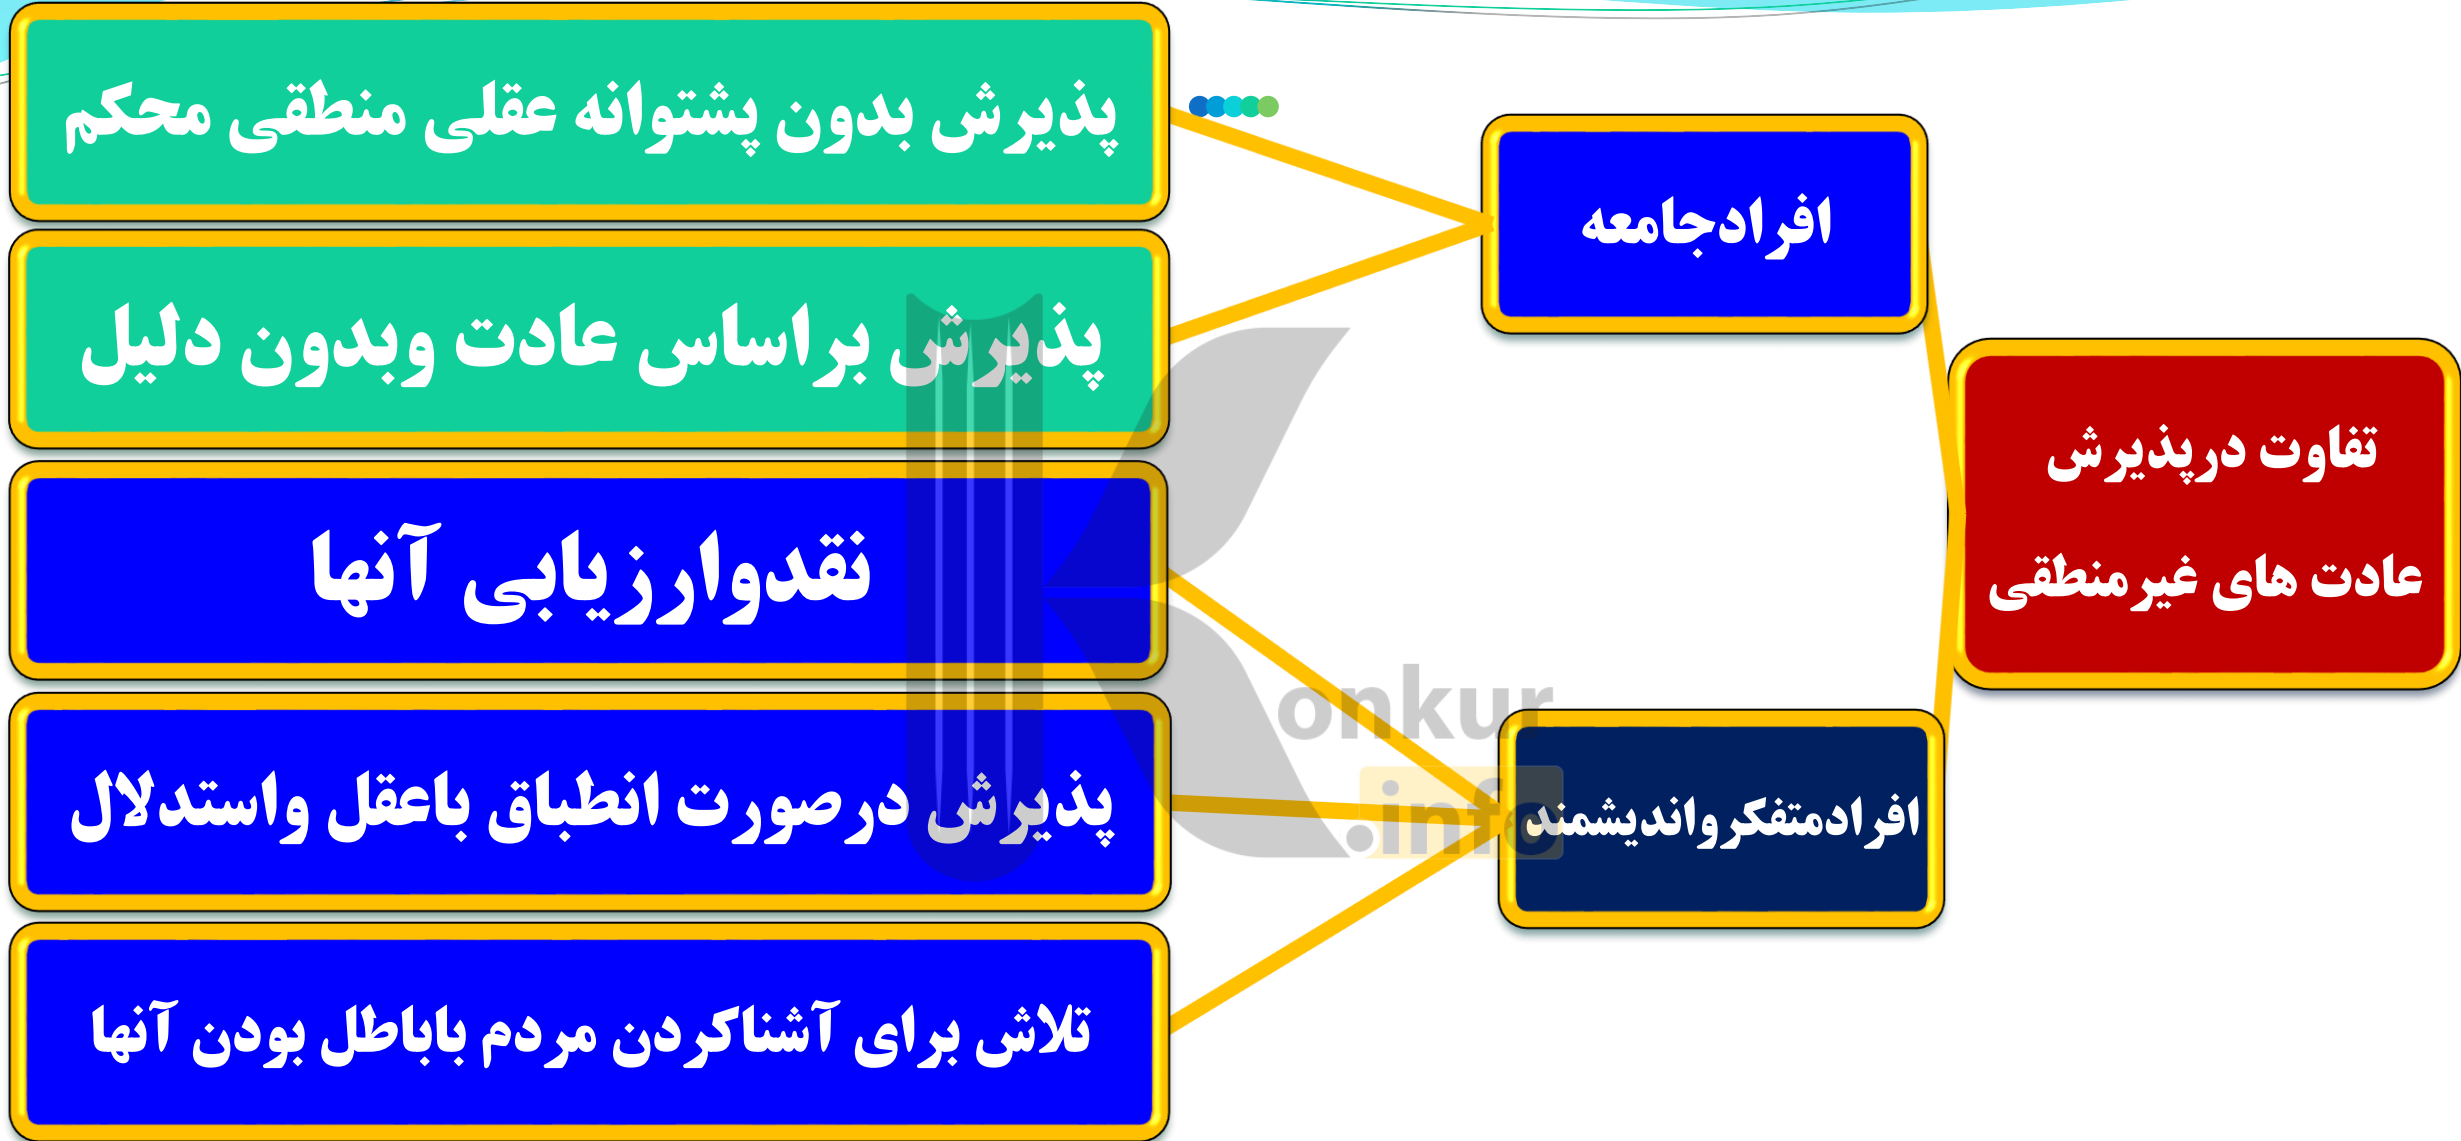 تفاوت درپذیرش
عادت های غیرمنطقی
افرادجامعه
پذیرش بدون پشتوانه عقلی منطقی محکم
پذیرش براساس عادت وبدون دلیل
افرادمتفکرواندیشمند
نقدوارزیابی آنها
پذیرش درصورت انطباق باعقل واستدلال
تلاش برای آشناکردن مردم باباطل بودن آنها
Konkur
.info